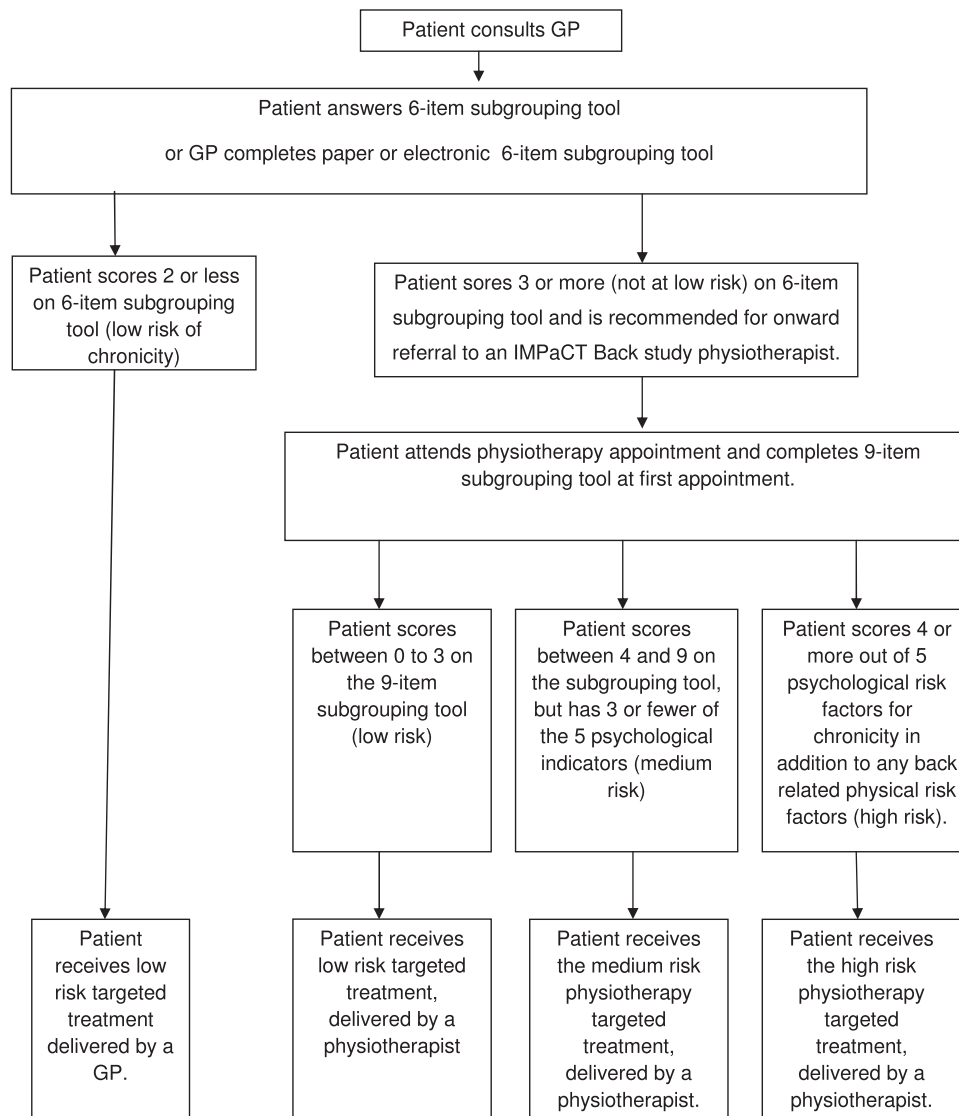 Patient consults GP
Patient answers 6-item subgrouping tool
or GP completes paper or electronic 6-item subgrouping tool
Patient scores 2 or less
on 6-item subgrouping
tool (low risk of
chronicity)
Patient sores 3 or more (not at low risk) on 6-item
subgrouping tool and is recommended for onward
referral to an IMPaCT Back study physiotherapist.
Patient attends physiotherapy appointment and completes 9-item
subgrouping tool at first appointment.
Patient scores
between 0 to 3 on
the 9-item
subgrouping tool
(low risk)
Patient scores
between 4 and 9 on
the subgrouping tool,
but has 3 or fewer of
the 5 psychological
indicators (medium
risk)
Patient scores 4 or
more out of 5
psychological risk
factors for
chronicity in
addition to any back
related physical risk
factors (high risk).
Patient
receives low
risk targeted
treatment
delivered by a
GP.
Patient receives
low risk targeted
treatment,
delivered by a
physiotherapist
Patient receives
the medium risk
physiotherapy
targeted
treatment,
delivered by a
physiotherapist.
Patient receives
the high risk
physiotherapy
targeted
treatment,
delivered by a
physiotherapist.